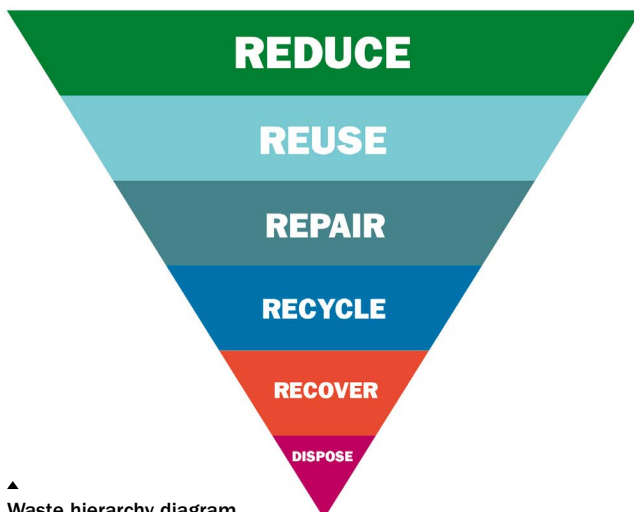 REDUCE
REUSE
REPAIR
RECYCLE
RECOVER
DISPOSE
Waste hierarchy diagram